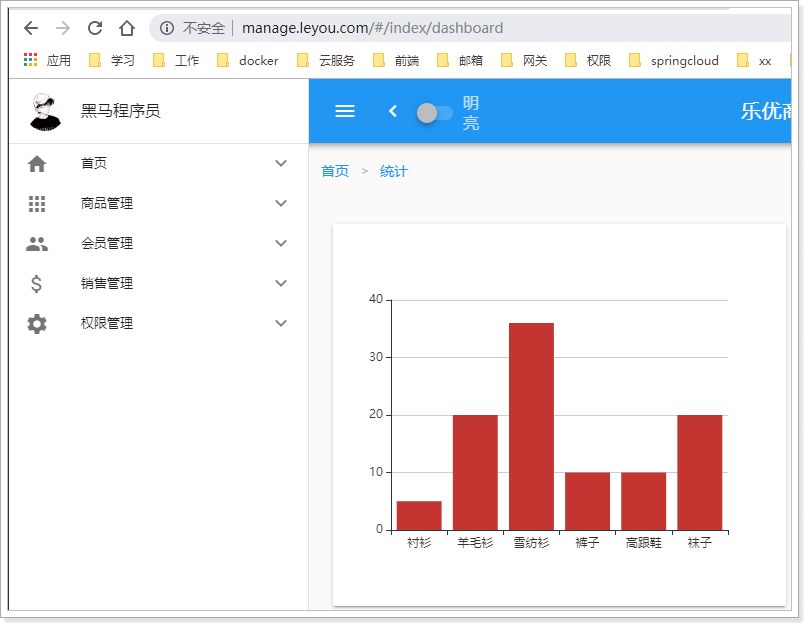 不安全 manage.leyou.com/#/index/dashboard
应用 学习 工作 docker 云服务 前端 邮箱 网关 权限 springcloud xx
黑马程序员
明
亮
乐优商
首页
商品管理
会员管理
销售管理
权限管理
首页 > 统计
40
30
20
10
0
衬衫 羊毛衫 雪纺衫 裤子 高跟鞋 袜子